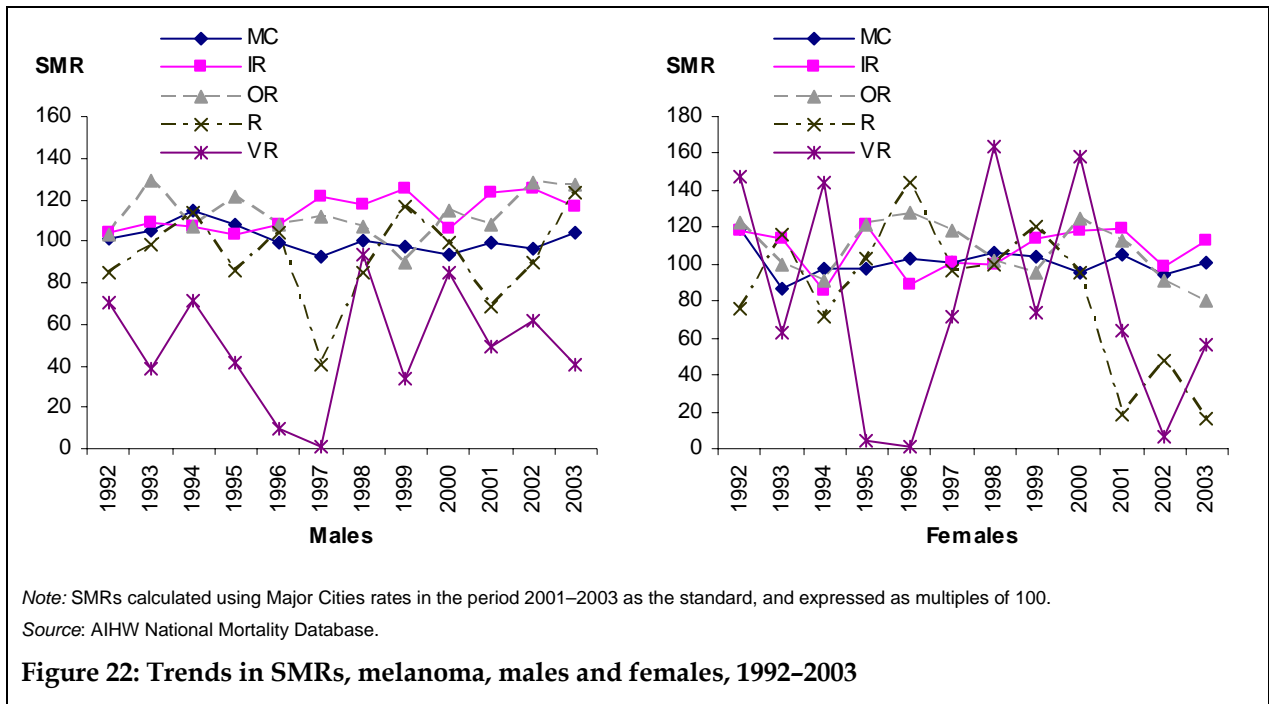 SMR
MC
IR
OR
R
VR
160
140
120
100
80
60
40
20
0
1992
1993
1994
1995
1996
1997
1998
1999
2000
2001
2002
2003
Males
SMR
MC
IR
OR
R
VR
180
160
140
120
100
80
60
40
20
0
1992
1993
1994
1995
1996
1997
1998
1999
2000
2001
2002
2003
Females
Note: SMRs calculated using Major Cities rates in the period 2001–2003 as the standard, and expressed as multiples of 100.
Source: AIHW National Mortality Database.
Figure 22: Trends in SMRs, melanoma, males and females, 1992–2003